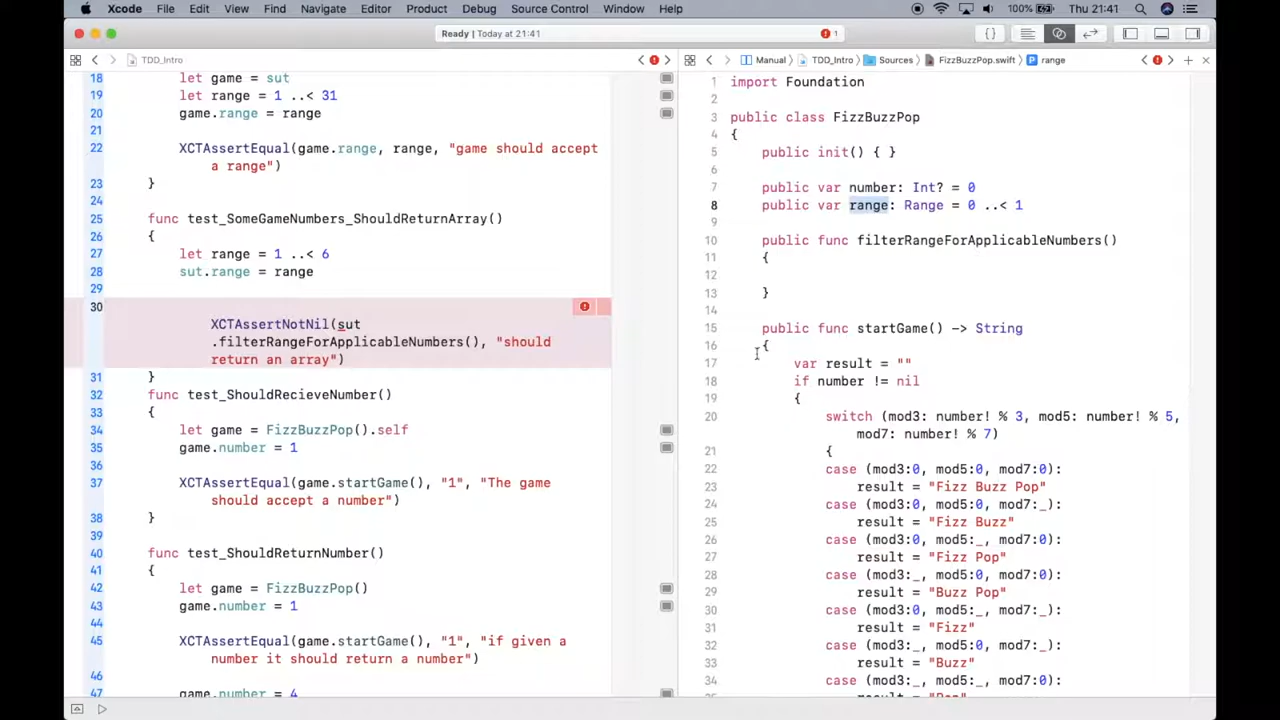 Xcode File Edit View Find Navigate Editor Product Debug Source Control Window Help 100% Thu 21:41
Ready | Today at 21:41 1
TDD_Intro
18 let game = sut
19 let range = 1 ..< 31
20 game.range = range
21
22 XCTAssertEqual(game.range, range, "game should accept
a range")
23 }
24
25 func test_SomeGameNumbers_ShouldReturnArray()
26 {
27 let range = 1 ..< 6
28 sut.range = range
29
30
XCTAssertNotNil(sut
.filterRangeForApplicableNumbers(), "should
return an array")
31 }
32 func test_ShouldRecieveNumber()
33 {
34 let game = FizzBuzzPop().self
35 game.number = 1
36
37 XCTAssertEqual(game.startGame(), "1", "The game
should accept a number")
38 }
39
40 func test_ShouldReturnNumber()
41 {
42 let game = FizzBuzzPop()
43 game.number = 1
44
45 XCTAssertEqual(game.startGame(), "1", "if given a
number it should return a number")
46
47 game.number = 4
Manual TDD_Intro Sources FizzBuzzPop.swift P range
1 import Foundation
2
3 public class FizzBuzzPop
4 {
5 public init() { }
6
7 public var number: Int? = 0
8 public var range: Range = 0 ..< 1
9
10 public func filterRangeForApplicableNumbers()
11 {
12
13 }
14
15 public func startGame() -> String
16 {
17 var result = ""
18 if number != nil
19 {
20 switch (mod3: number! % 3, mod5: number! % 5,
mod7: number! % 7)
21 {
22 case (mod3:0, mod5:0, mod7:0):
23 result = "Fizz Buzz Pop"
24 case (mod3:0, mod5:0, mod7:_):
25 result = "Fizz Buzz"
26 case (mod3:0, mod5:_, mod7:0):
27 result = "Fizz Pop"
28 case (mod3:_, mod5:0, mod7:0):
29 result = "Buzz Pop"
30 case (mod3:0, mod5:_, mod7:_):
31 result = "Fizz"
32 case (mod3:_, mod5:0, mod7:_):
33 result = "Buzz"
34 case (mod3:_, mod5:_, mod7:0):